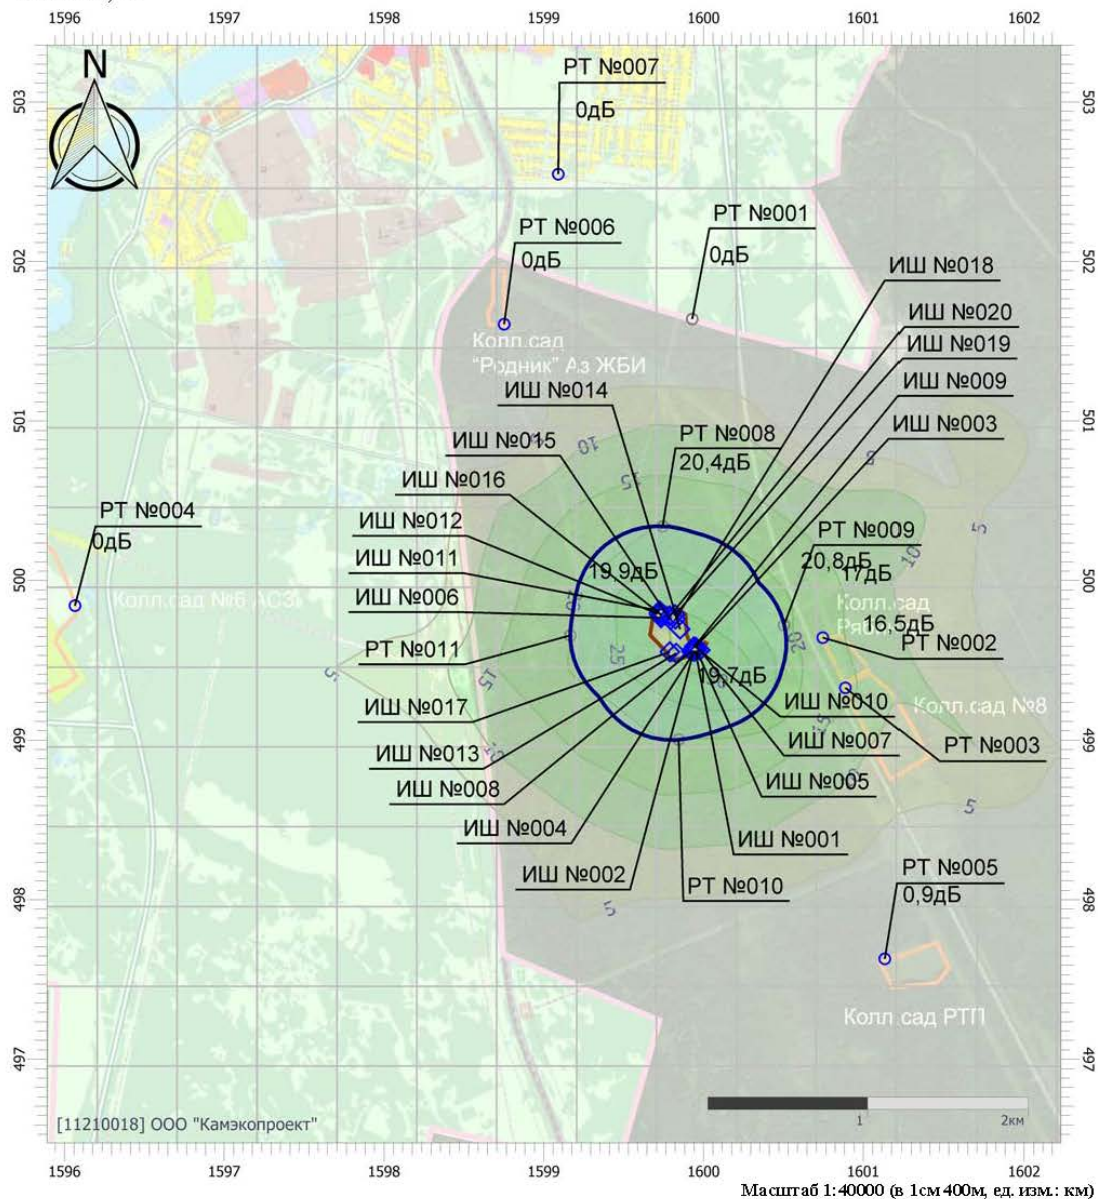 1596 1597 1598 1599 1600 1601 1602
N
503
503
РТ №007
0дБ
РТ №001
0дБ
РТ №006
0дБ
502
502
ИШ №018
ИШ №020
ИШ №019
Колл.сад
"Родник" Аз ЖБИ
ИШ №014
ИШ №009
ИШ №003
501
501
ИШ №015
10
РТ №008
20,4дБ
15
5
ИШ №016
РТ №004
0дБ
ИШ №012
РТ №009
20,8дБ
10
ИШ №011
19,9дБ
17дБ
500
500
ИШ №006
Колл.сад №6 АСЗ
Колл.сад
16,5дБ
20
РТ №011
25
РТ №002
5
15
19,7дБ
ИШ №017
ИШ №010
Колл.сад №8
15
499
499
ИШ №013
ИШ №007
РТ №003
ИШ №008
ИШ №005
5
ИШ №004
ИШ №001
ИШ №002
РТ №010
РТ №005
0,9дБ
498
498
5
Колл.сад РТП
497
497
[11210018] ООО "Камэкопроект"
1 2км
1596 1597 1598 1599 1600 1601 1602
Масштаб 1:40000 (в 1см 400м, ед. изм.: км)